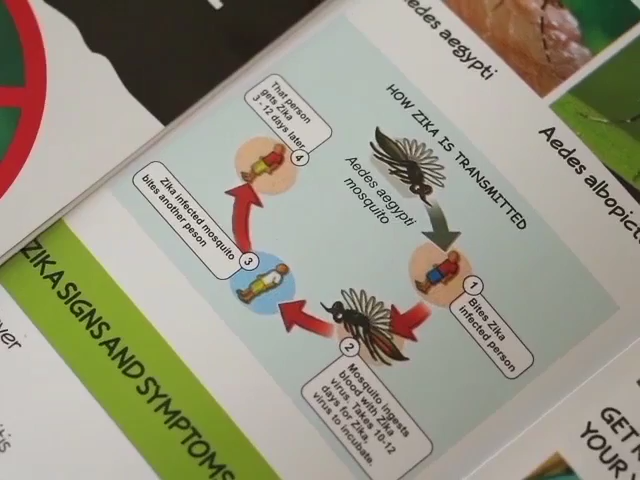 Aedes aegypti
Aedes
HOW ZIKA IS TRANSMITTED
Aedes aegypti
mosquito
1
Bites Zika
infected person
2
Mosquito ingests
blood with Zika
virus. Takes 10-12
days for Zika,
virus to incubate.
3
Zika infected mosquito
bites another peson
4
That person
gets Zika
3 - 12 days later
ZIKA SIGNS AND SYMPTOMS
GET
YOUR